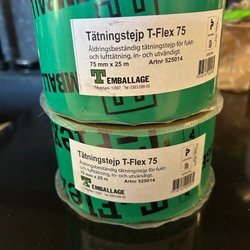 Tätningstejp T-Flex 75
Åldringsbeständig tätningstejp för fukt-
och lufttätning, in- och utvändigt.
75 mm x 25 m
Artnr 525014
T EMBALLAGE
Tätningstejp T-Flex 75
Åldringsbeständig tätningstejp för fukt-
och lufttätning, in- och utvändigt.
75 mm x 25 m
Artnr 525014
T EMBALLAGE